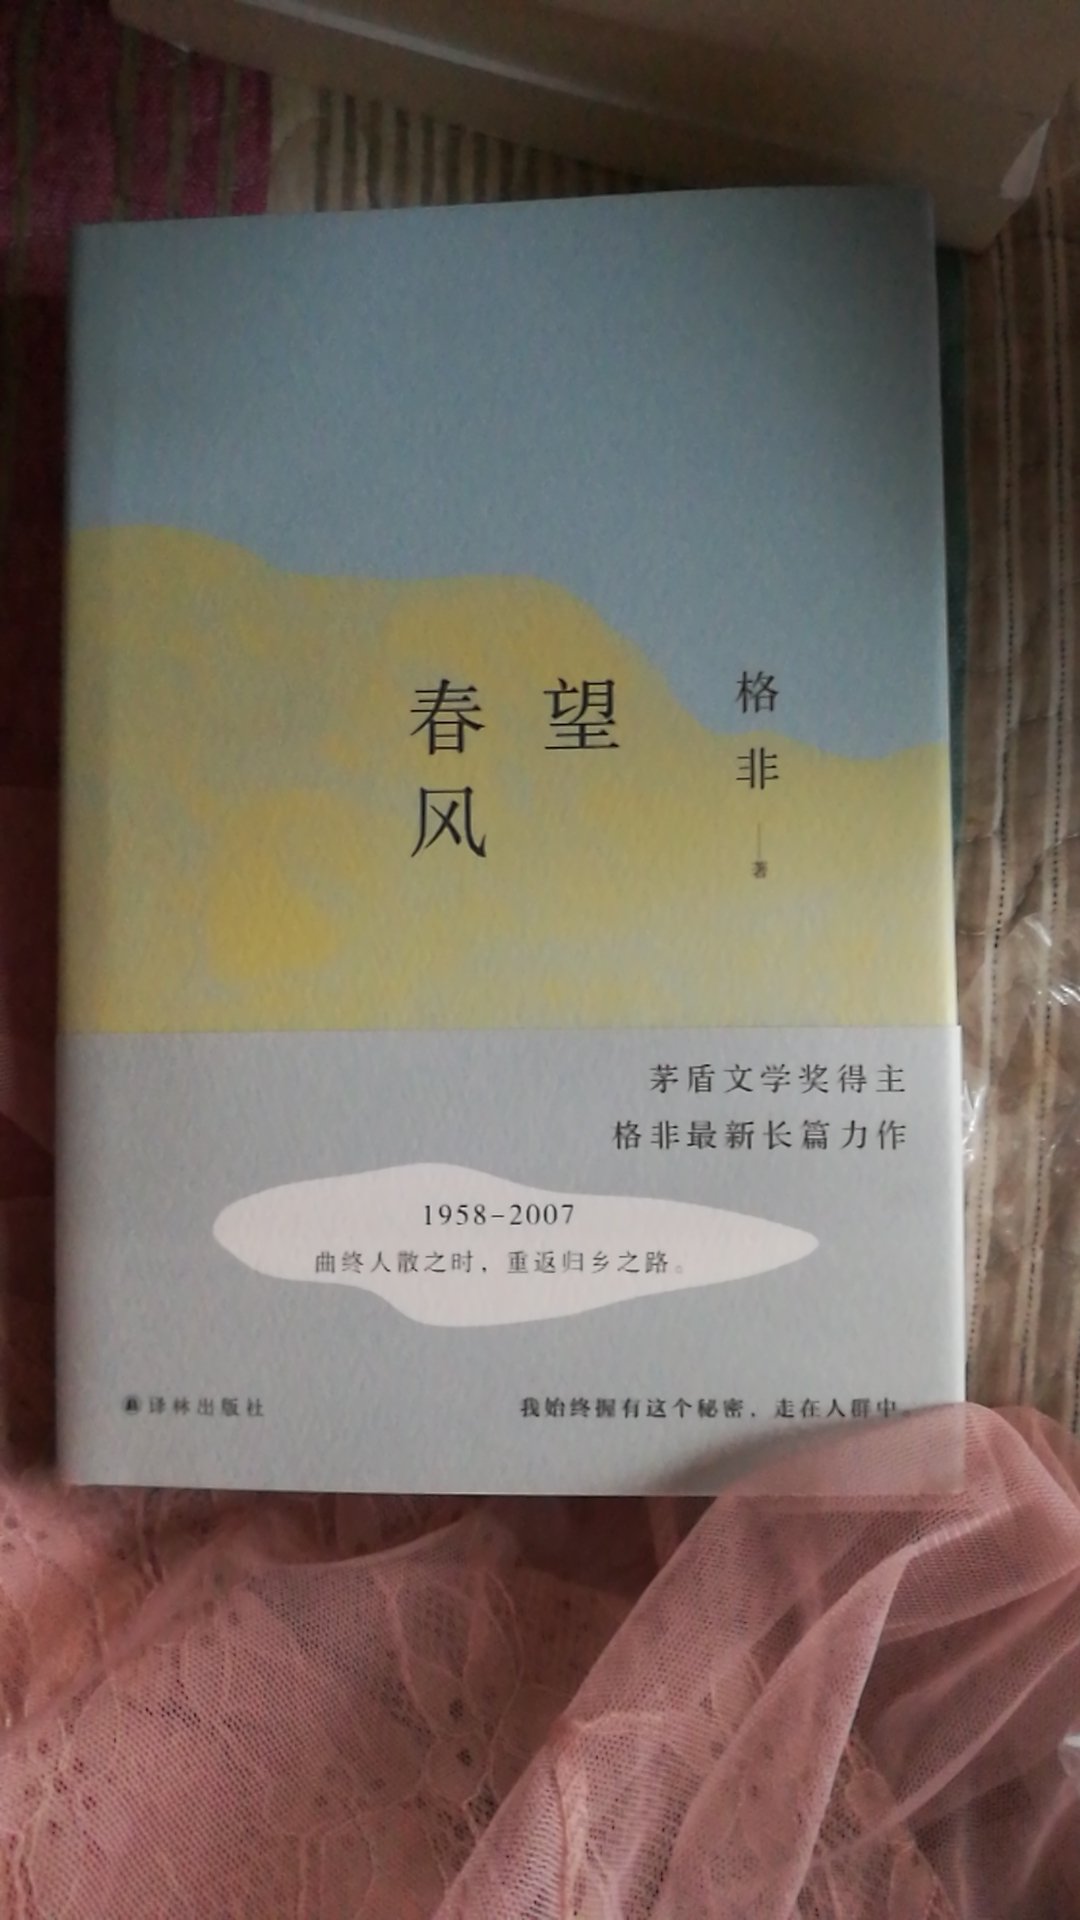 望
春风
格非
著
茅盾文学奖得主
格非最新长篇力作
1958-2007
曲终人散之时，重返归乡之路。
译林出版社
我始终握有这个秘密，走在人群中。